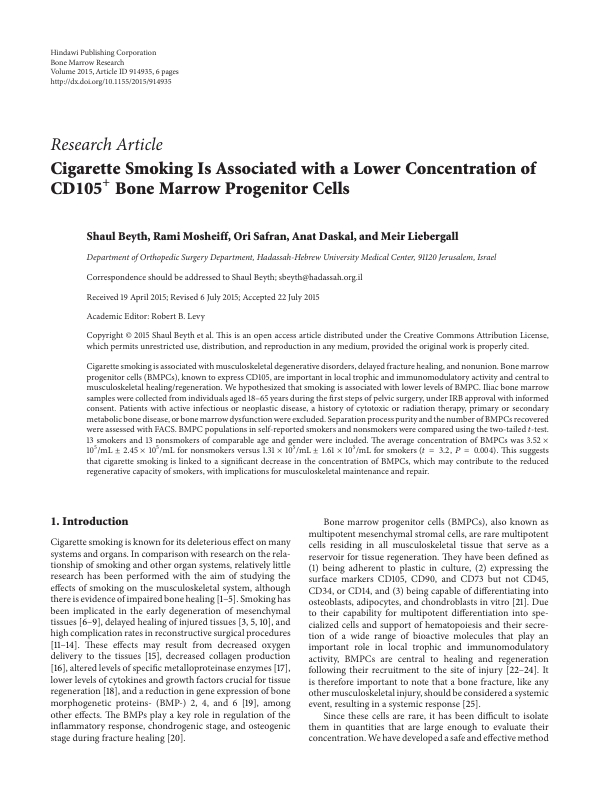 Hindawi Publishing Corporation
Bone Marrow Research
Volume 2015, Article ID 914935, 6 pages
http://dx.doi.org/10.1155/2015/914935
Research Article
Cigarette Smoking Is Associated with a Lower Concentration of
CD105+ Bone Marrow Progenitor Cells
Shaul Beyth, Rami Mosheiff, Ori Safran, Anat Daskal, and Meir Liebergall
Department of Orthopedic Surgery Department, Hadassah-Hebrew University Medical Center, 91120 Jerusalem, Israel
Correspondence should be addressed to Shaul Beyth; sbeyth@hadassah.org.il
Received 19 April 2015; Revised 6 July 2015; Accepted 22 July 2015
Academic Editor: Robert B. Levy
Copyright © 2015 Shaul Beyth et al. This is an open access article distributed under the Creative Commons Attribution License,
which permits unrestricted use, distribution, and reproduction in any medium, provided the original work is properly cited.
Cigarette smoking is associated with musculoskeletal degenerative disorders, delayed fracture healing, and nonunion. Bone marrow
progenitor cells (BMPCs), known to express CD105, are important in local trophic and immunomodulatory activity and central to
musculoskeletal healing/regeneration. We hypothesized that smoking is associated with lower levels of BMPC. Iliac bone marrow
samples were collected from individuals aged 18–65 years during the first steps of pelvic surgery, under IRB approval with informed
consent. Patients with active infectious or neoplastic disease, a history of cytotoxic or radiation therapy, primary or secondary
metabolic bone disease, or bone marrow dysfunction were excluded. Separation process purity and the number of BMPCs recovered
were assessed with FACS. BMPC populations in self-reported smokers and nonsmokers were compared using the two-tailed t-test.
13 smokers and 13 nonsmokers of comparable age and gender were included. The average concentration of BMPCs was 3.52 ×
10⁵/mL ± 2.45 × 10⁵/mL for nonsmokers versus 1.31 × 10⁵/mL ± 1.61 × 10⁵/mL for smokers (t = 3.2, P = 0.004). This suggests
that cigarette smoking is linked to a significant decrease in the concentration of BMPCs, which may contribute to the reduced
regenerative capacity of smokers, with implications for musculoskeletal maintenance and repair.
1. Introduction
Cigarette smoking is known for its deleterious effect on many
systems and organs. In comparison with research on the rela-
tionship of smoking and other organ systems, relatively little
research has been performed with the aim of studying the
effects of smoking on the musculoskeletal system, although
there is evidence of impaired bone healing [1–5]. Smoking has
been implicated in the early degeneration of mesenchymal
tissues [6–9], delayed healing of injured tissues [3, 5, 10], and
high complication rates in reconstructive surgical procedures
[11–14]. These effects may result from decreased oxygen
delivery to the tissues [15], decreased collagen production
[16], altered levels of specific metalloproteinase enzymes [17],
lower levels of cytokines and growth factors crucial for tissue
regeneration [18], and a reduction in gene expression of bone
morphogenetic proteins- (BMP-) 2, 4, and 6 [19], among
other effects. The BMPs play a key role in regulation of the
inflammatory response, chondrogenic stage, and osteogenic
stage during fracture healing [20].
Bone marrow progenitor cells (BMPCs), also known as
multipotent mesenchymal stromal cells, are rare multipotent
cells residing in all musculoskeletal tissue that serve as a
reservoir for tissue regeneration. They have been defined as
(1) being adherent to plastic in culture, (2) expressing the
surface markers CD105, CD90, and CD73 but not CD45,
CD34, or CD14, and (3) being capable of differentiating into
osteoblasts, adipocytes, and chondroblasts in vitro [21]. Due
to their capability for multipotent differentiation into spe-
cialized cells and support of hematopoiesis and their secre-
tion of a wide range of bioactive molecules that play an
important role in local trophic and immunomodulatory
activity, BMPCs are central to healing and regeneration
following their recruitment to the site of injury [22–24]. It
is therefore important to note that a bone fracture, like any
other musculoskeletal injury, should be considered a systemic
event, resulting in a systemic response [25].
Since these cells are rare, it has been difficult to isolate
them in quantities that are large enough to evaluate their
concentration. We have developed a safe and effective method